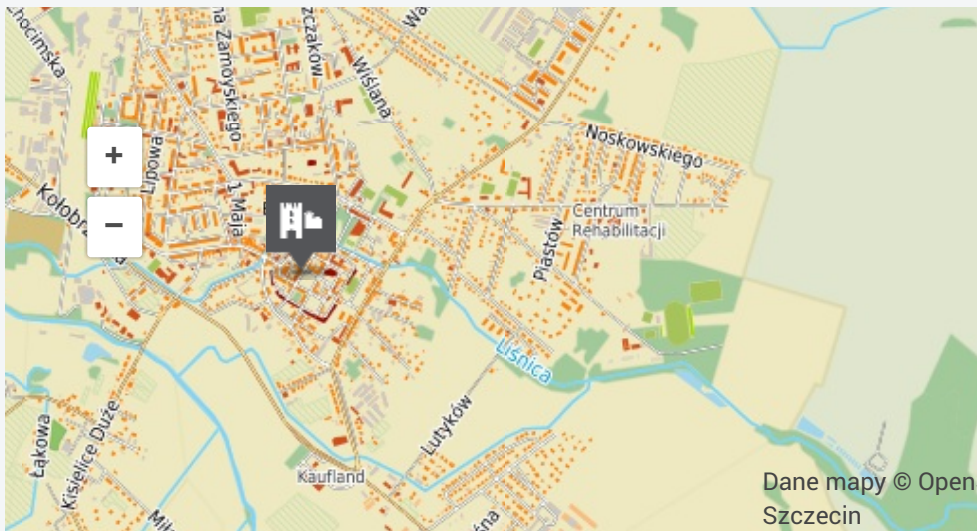 Chocimska
Zamoyskiego
Wiślana
Noskowskiego
Lipowa
1 Maja
Centrum
Rehabilitacji
Piastów
Liśnica
Lutyków
Łąkowa
Kisielice Duże
Kaufland
Dane mapy © Open
Szczecin
+
−